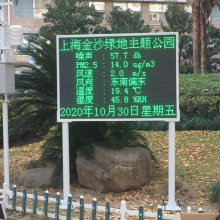 上海金沙绿地主题公园
噪声：57.7 db
PM2.5：14.0 ug/m3
风速：2.0 m/s
风向：东南偏东
温度：19.4 ℃
湿度：45.8 %RH
2020年10月30日星期五